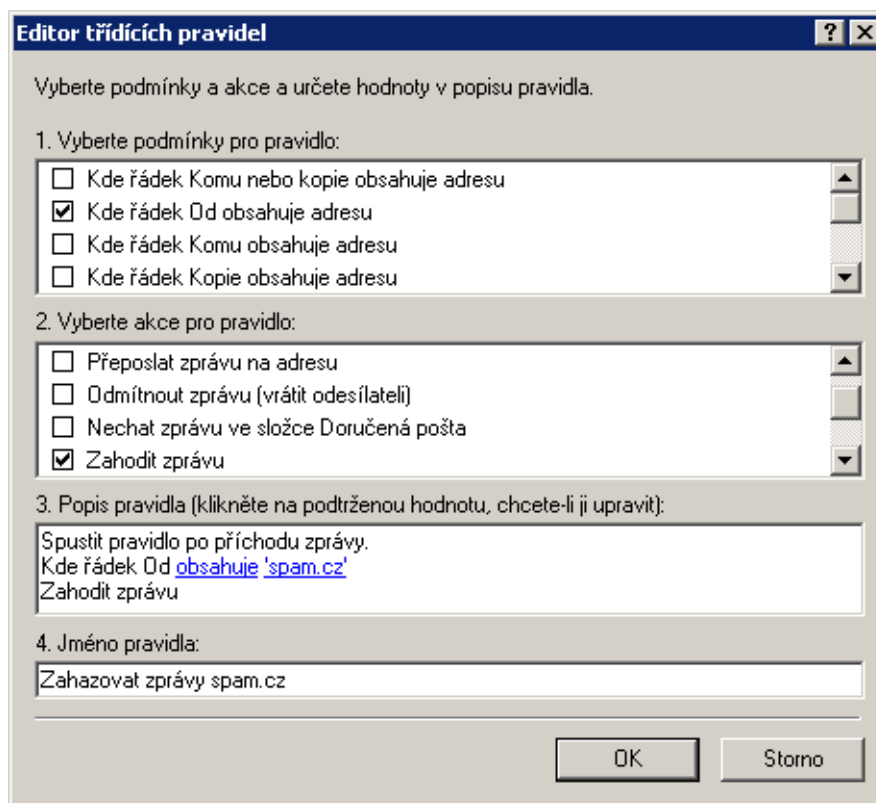 Editor třídících pravidel
Vyberte podmínky a akce a určete hodnoty v popisu pravidla.
1. Vyberte podmínky pro pravidlo:
Kde řádek Komu nebo kopie obsahuje adresu
Kde řádek Od obsahuje adresu
Kde řádek Komu obsahuje adresu
Kde řádek Kopie obsahuje adresu
2. Vyberte akce pro pravidlo:
Přeposlat zprávu na adresu
Odmítnout zprávu (vrátit odesílateli)
Nechat zprávu ve složce Doručená pošta
Zahodit zprávu
3. Popis pravidla (klikněte na podtrženou hodnotu, chcete-li ji upravit):
Spustit pravidlo po příchodu zprávy.
Kde řádek Od obsahuje 'spam.cz'
Zahodit zprávu
4. Jméno pravidla:
Zahazovat zprávy spam.cz
OK Storno